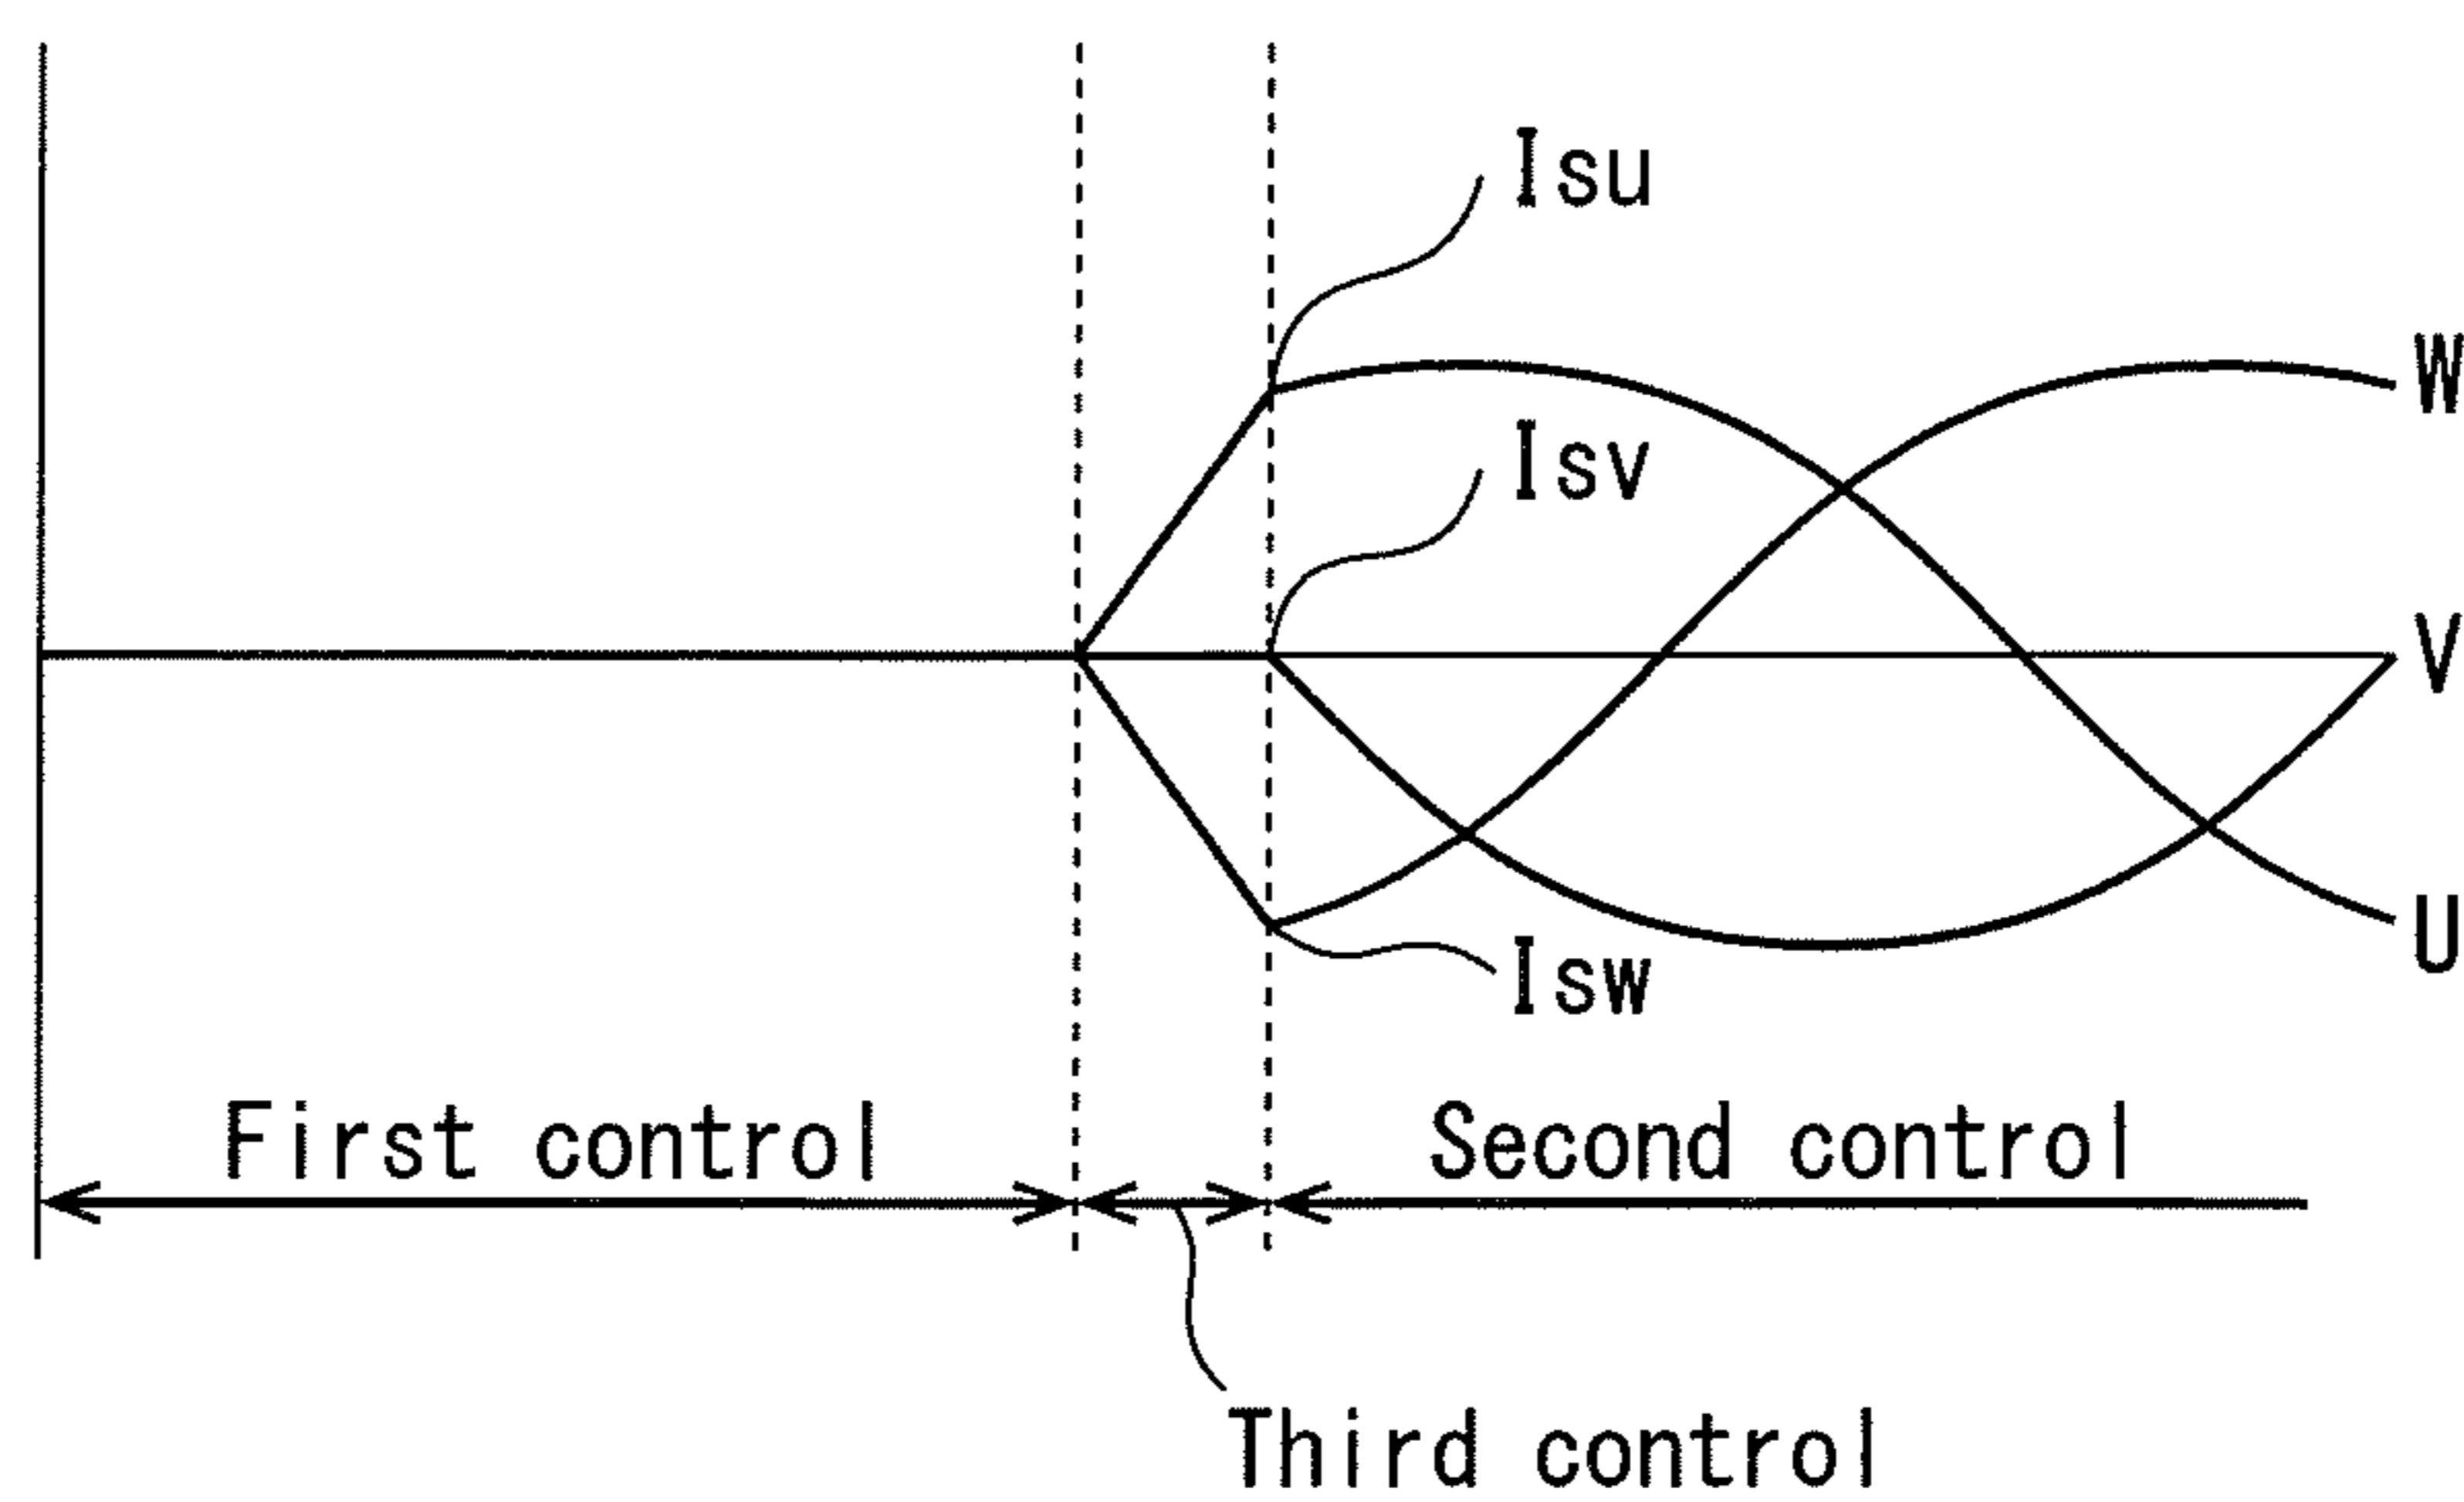 Isu
W
Isv
V
U
Isw
First control
Second control
Third control